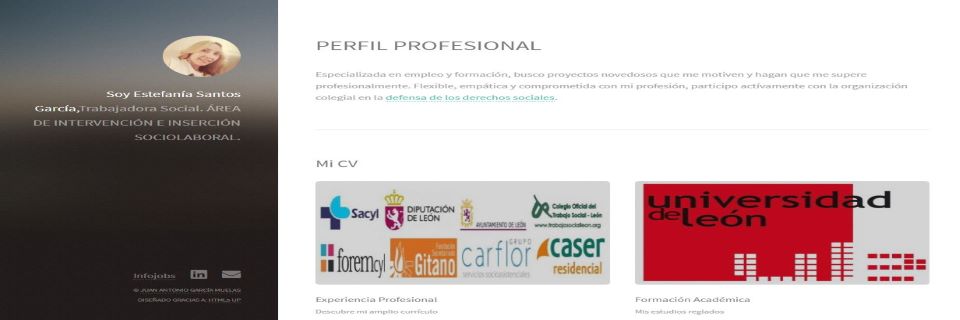 Soy Estefanía Santos
García,Trabajadora Social. ÁREA
DE INTERVENCIÓN E INSERCIÓN
SOCIOLABORAL.
Infojobs
© JUAN ANTONIO GARCÍA MUELAS
DISEÑADO GRACIAS A: HTML5 UP
PERFIL PROFESIONAL
Especializada en empleo y formación, busco proyectos novedosos que me motiven y hagan que me supere
profesionalmente. Flexible, empática y comprometida con mi profesión, participo activamente con la organización
colegial en la defensa de los derechos sociales.
Mi CV
Sacyl
DIPUTACIÓN
DE LEÓN
AYUNTAMIENTO DE LEÓN
Colegio Oficial del
Trabajo Social - León
www.trabajosocialleon.org
foremcyl
Gitano
GRUPO
carflor
servicios sociosanitarios
caser
residencial
Experiencia Profesional
Descubre mi amplio currículo
universidad
de león
Formación Académica
Mis estudios reglados